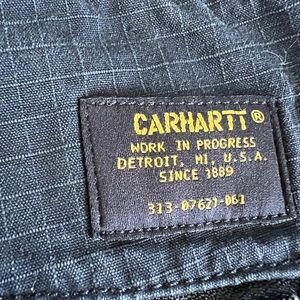 CARHARTT®
WORK IN PROGRESS
DETROIT, MI, U.S.A.
SINCE 1889
313-07621-061